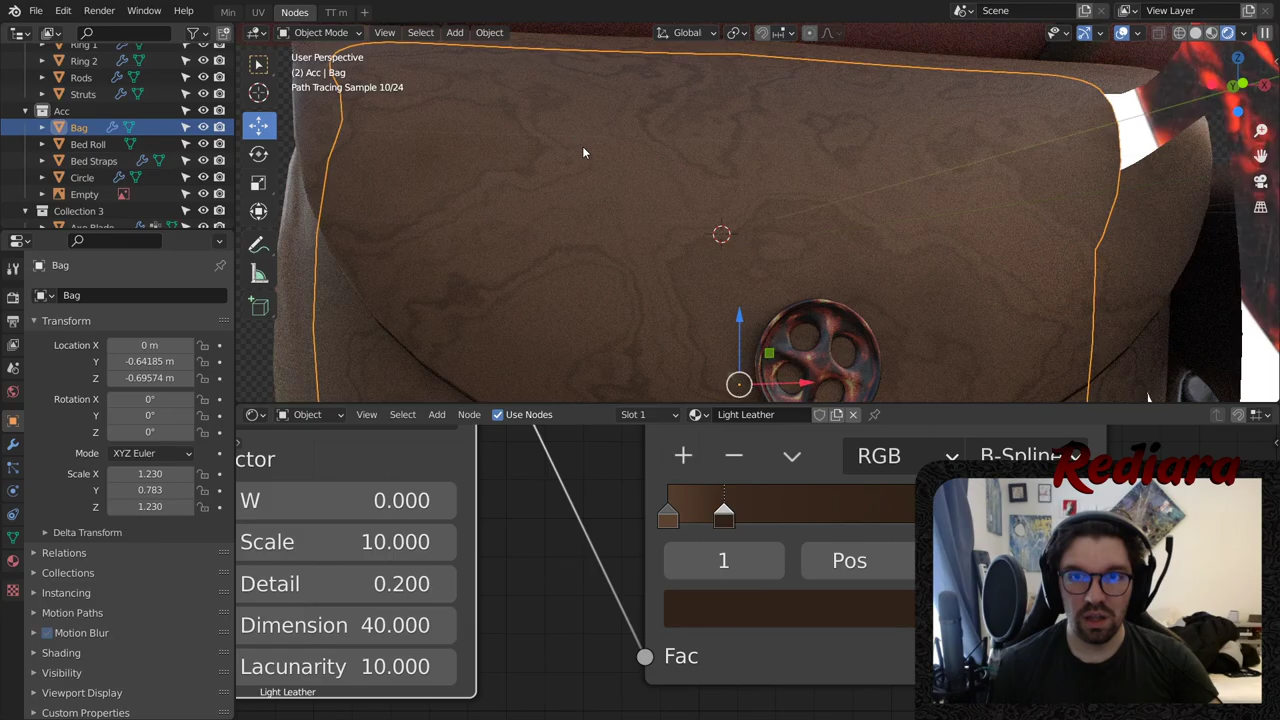 File Edit Render Window Help Min UV Nodes TT m Scene View Layer
Object Mode View Select Add Object Global
Ring 1
Ring 2
Rods
Struts
Acc
Bag
Bed Roll
Bed Straps
Circle
Empty
Collection 3
User Perspective
(2) Acc | Bag
Path Tracing Sample 10/24
Z
Y
Bag
Bag
Transform
Location X 0 m
Y -0.64185 m
Z -0.69574 m
Rotation X 0°
Y 0°
Z 0°
Mode XYZ Euler
Scale X 1.230
Y 0.783
Z 1.230
Delta Transform
Relations
Collections
Instancing
Motion Paths
Motion Blur
Shading
Visibility
Viewport Display
Custom Properties
Object View Select Add Node Use Nodes Slot 1 Light Leather
ctor
W 0.000
Scale 10.000
Detail 0.200
Dimension 40.000
Lacunarity 10.000
Light Leather
RGB B-Spline
1 Pos
Fac
Rediara